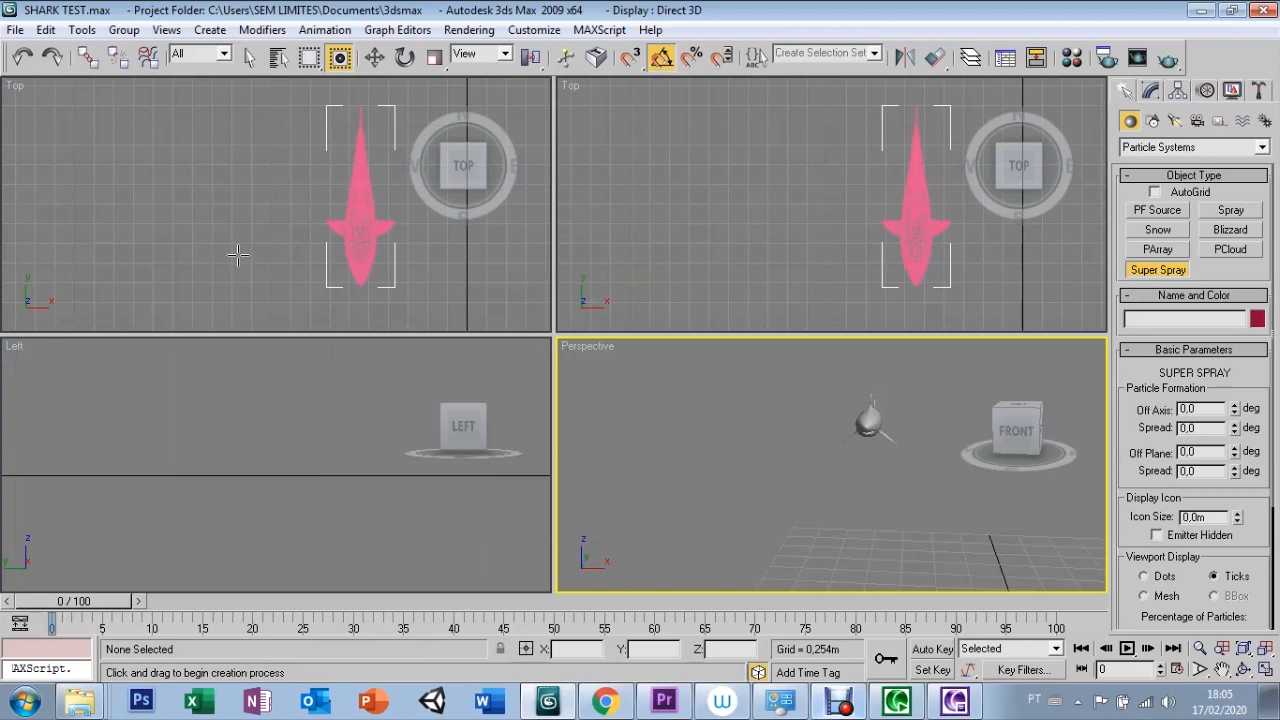 SHARK TEST.max - Project Folder: C:\Users\SEM LIMITES\Documents\3dsmax - Autodesk 3ds Max 2009 x64 - Display : Direct 3D
File Edit Tools Group Views Create Modifiers Animation Graph Editors Rendering Customize MAXScript Help
All View 3 % ABC Create Selection Set
Top Top
TOP TOP
y y
z x z x
Left Perspective
LEFT FRONT
z z
y x y x
Particle Systems
- Object Type
AutoGrid
PF Source Spray
Snow Blizzard
PArray PCloud
Super Spray
- Name and Color
- Basic Parameters
SUPER SPRAY
Particle Formation
Off Axis: 0,0 deg
Spread: 0,0 deg
Off Plane: 0,0 deg
Spread: 0,0 deg
Display Icon
Icon Size: 0,0m
Emitter Hidden
Viewport Display
Dots Ticks
Mesh BBox
Percentage of Particles:
< 0 / 100 >
0 5 10 15 20 25 30 35 40 45 50 55 60 65 70 75 80 85 90 95 100
None Selected X: Y: Z: Grid = 0,254m Auto Key Selected
AXScript. Click and drag to begin creation process Add Time Tag Set Key Key Filters... 0
Ps X N O P W Pr W PT 18:05
17/02/2020